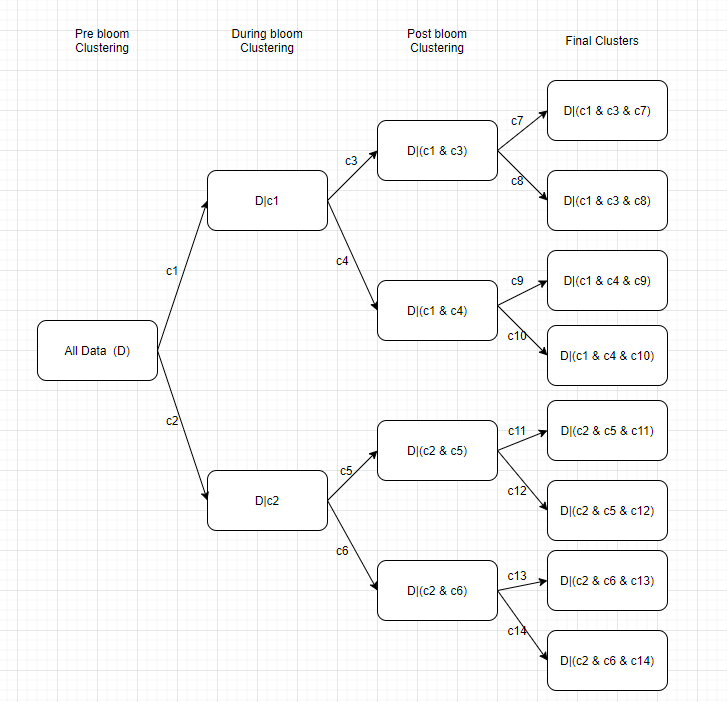 Pre bloom
Clustering
During bloom
Clustering
Post bloom
Clustering
Final Clusters
All Data  (D)
c1
c2
D|c1
D|c2
c3
c4
c5
c6
D|(c1 & c3)
D|(c1 & c4)
D|(c2 & c5)
D|(c2 & c6)
c7
c8
c9
c10
c11
c12
c13
c14
D|(c1 & c3 & c7)
D|(c1 & c3 & c8)
D|(c1 & c4 & c9)
D|(c1 & c4 & c10)
D|(c2 & c5 & c11)
D|(c2 & c5 & c12)
D|(c2 & c6 & c13)
D|(c2 & c6 & c14)